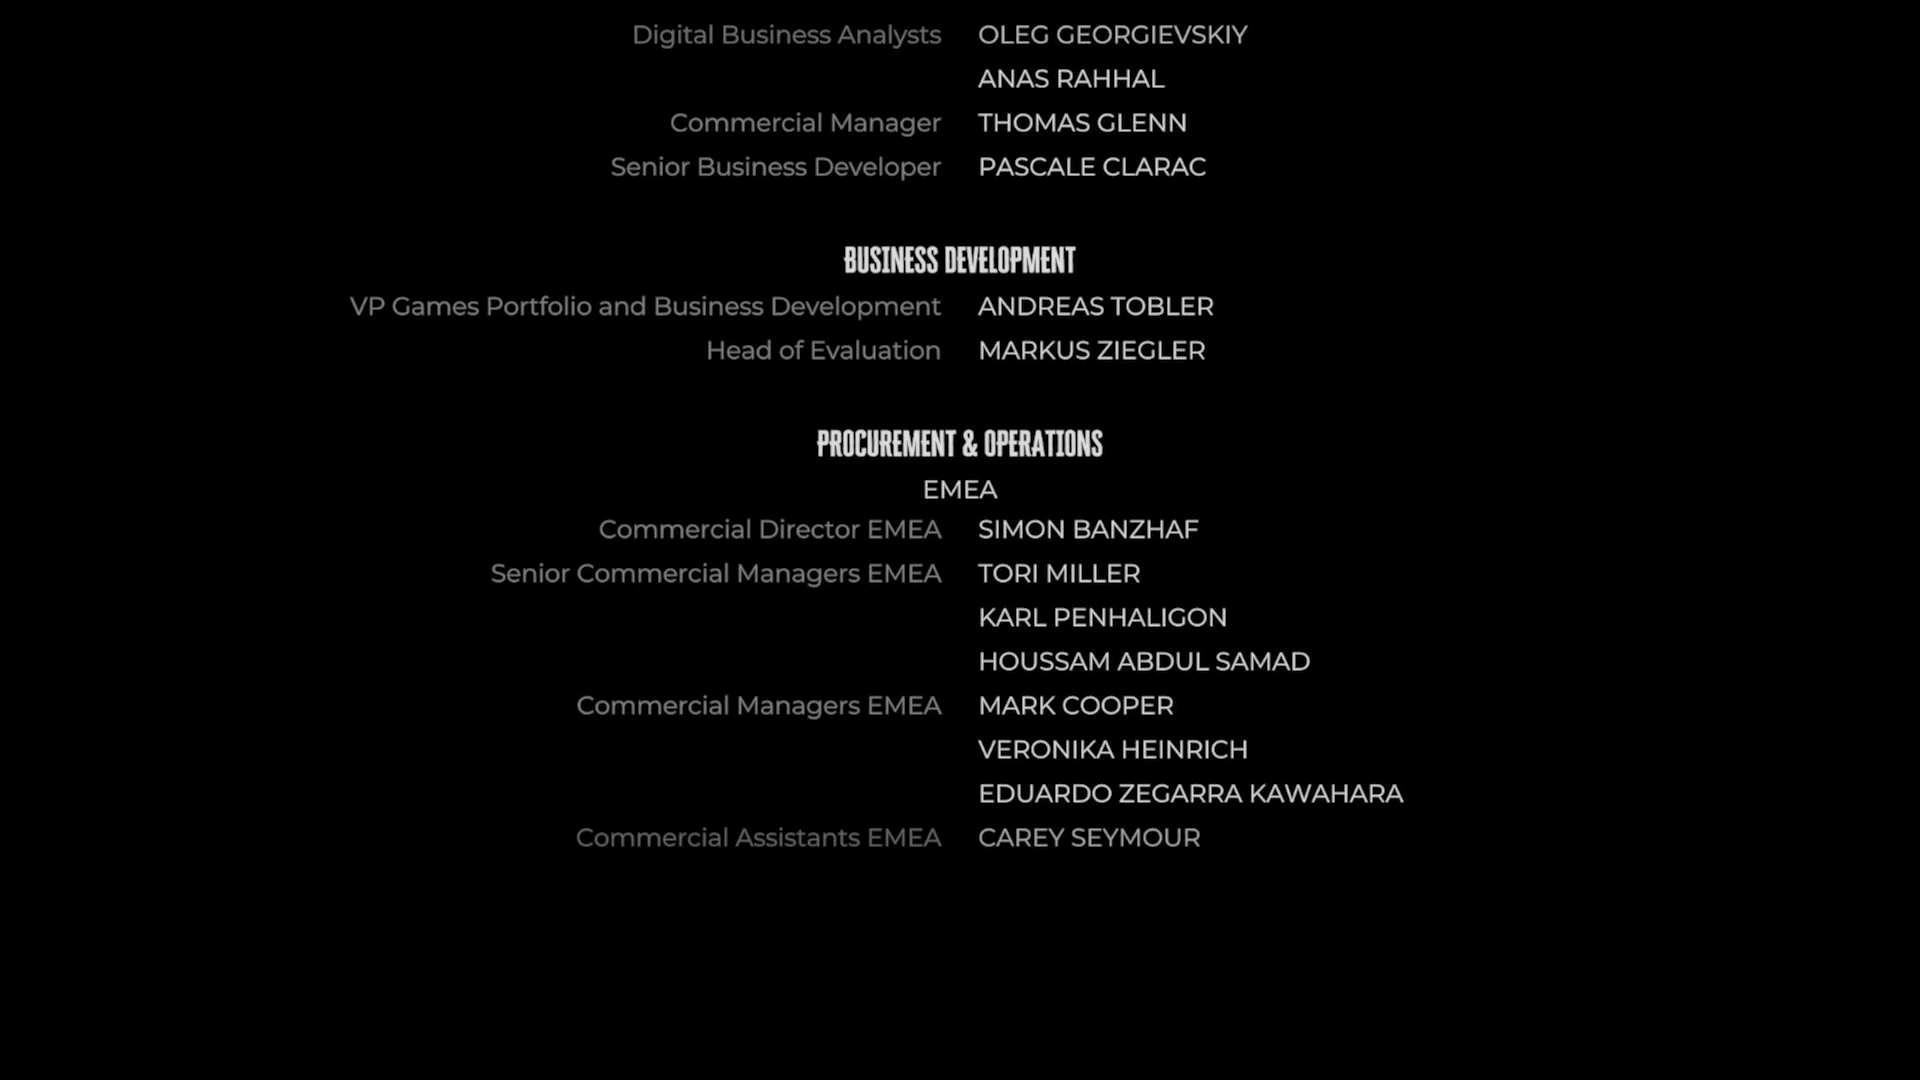 Digital Business Analysts OLEG GEORGIEVSKIY
ANAS RAHHAL
Commercial Manager THOMAS GLENN
Senior Business Developer PASCALE CLARAC
BUSINESS DEVELOPMENT
VP Games Portfolio and Business Development ANDREAS TOBLER
Head of Evaluation MARKUS ZIEGLER
PROCUREMENT & OPERATIONS
EMEA
Commercial Director EMEA SIMON BANZHAF
Senior Commercial Managers EMEA TORI MILLER
KARL PENHALIGON
HOUSSAM ABDUL SAMAD
Commercial Managers EMEA MARK COOPER
VERONIKA HEINRICH
EDUARDO ZEGARRA KAWAHARA
Commercial Assistants EMEA CAREY SEYMOUR